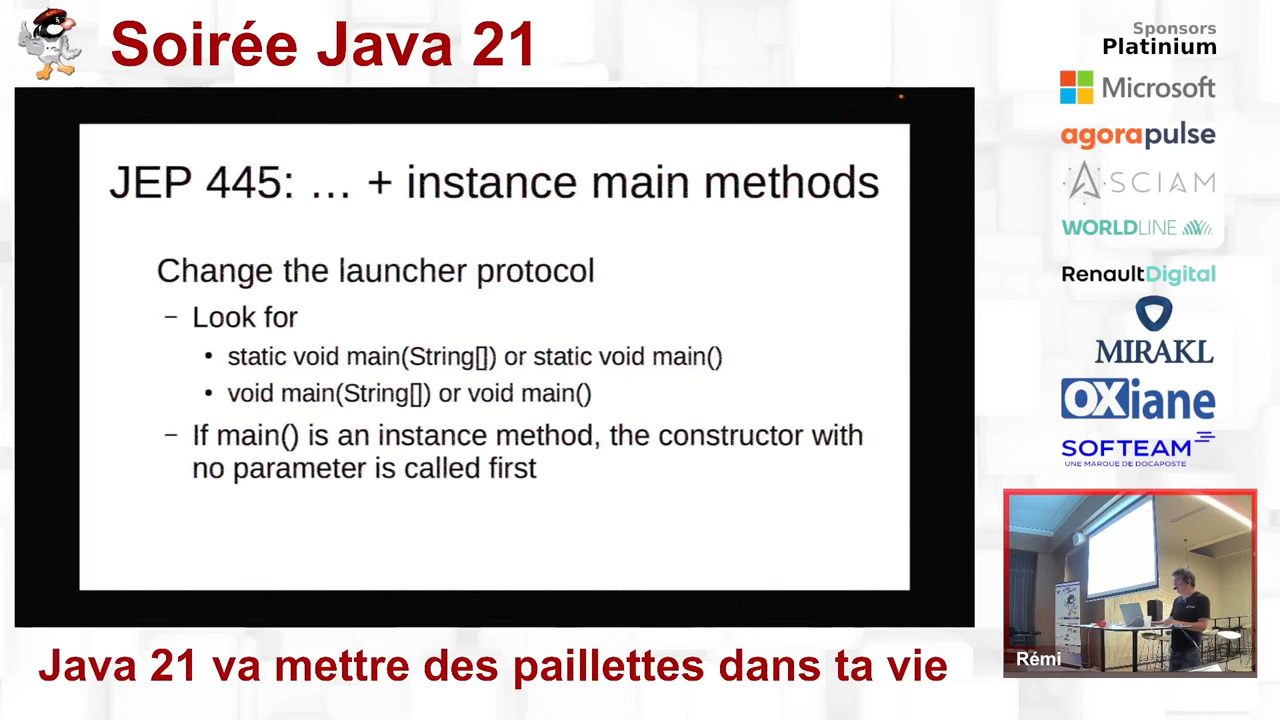 Soirée Java 21
Sponsors
Platinium
Microsoft
agorapulse
ASCIAM
WORLDLINE
RenaultDigital
MIRAKL
OXiane
SOFTEAM
UNE MARQUE DE DOCAPOSTE
JEP 445: … + instance main methods
Change the launcher protocol
– Look for
• static void main(String[]) or static void main()
• void main(String[]) or void main()
– If main() is an instance method, the constructor with
no parameter is called first
Rémi
Java 21 va mettre des paillettes dans ta vie